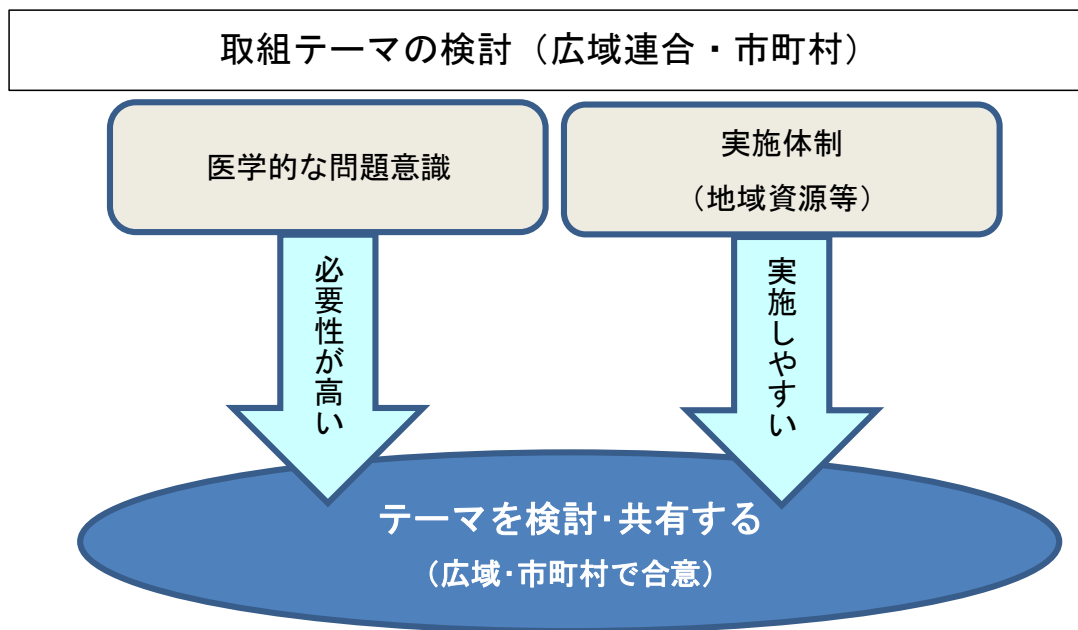 取組テーマの検討（広域連合・市町村）
医学的な問題意識
実施体制
（地域資源等）
必要性が高い
実施しやすい
テーマを検討･共有する
（広域･市町村で合意）